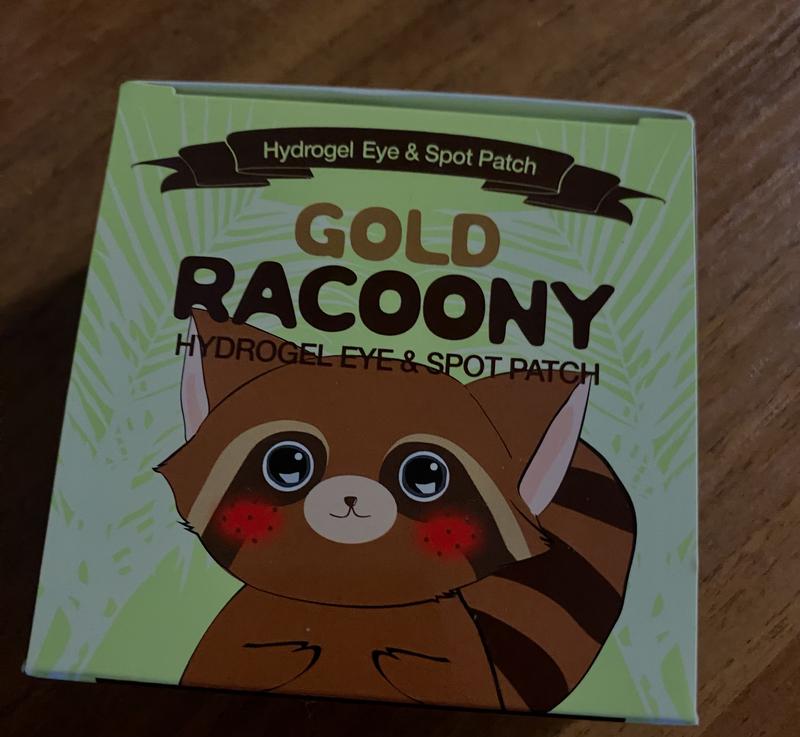 Hydrogel Eye & Spot Patch
GOLD
RACOONY
HYDROGEL EYE & SPOT PATCH